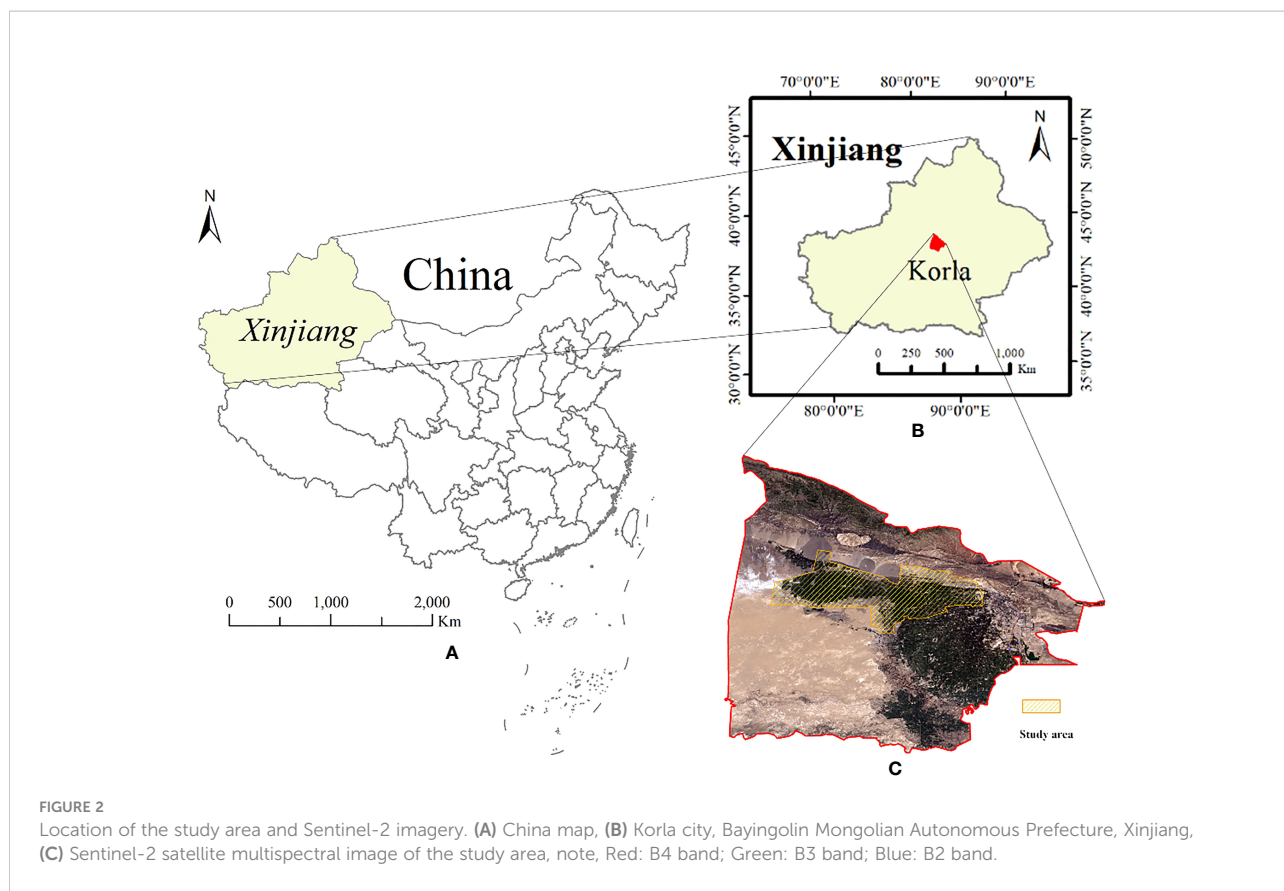 N
China
Xinjiang
0 500 1,000 2,000
Km
A
70°0'0"E 80°0'0"E 90°0'0"E
45°0'0"N
40°0'0"N
35°0'0"N
30°0'0"N
Xinjiang
N
Korla
0 250 500 1,000
Km
50°0'0"N
45°0'0"N
40°0'0"N
35°0'0"N
80°0'0"E 90°0'0"E
B
Study area
C
FIGURE 2
Location of the study area and Sentinel-2 imagery. (A) China map, (B) Korla city, Bayingolin Mongolian Autonomous Prefecture, Xinjiang,
(C) Sentinel-2 satellite multispectral image of the study area, note, Red: B4 band; Green: B3 band; Blue: B2 band.